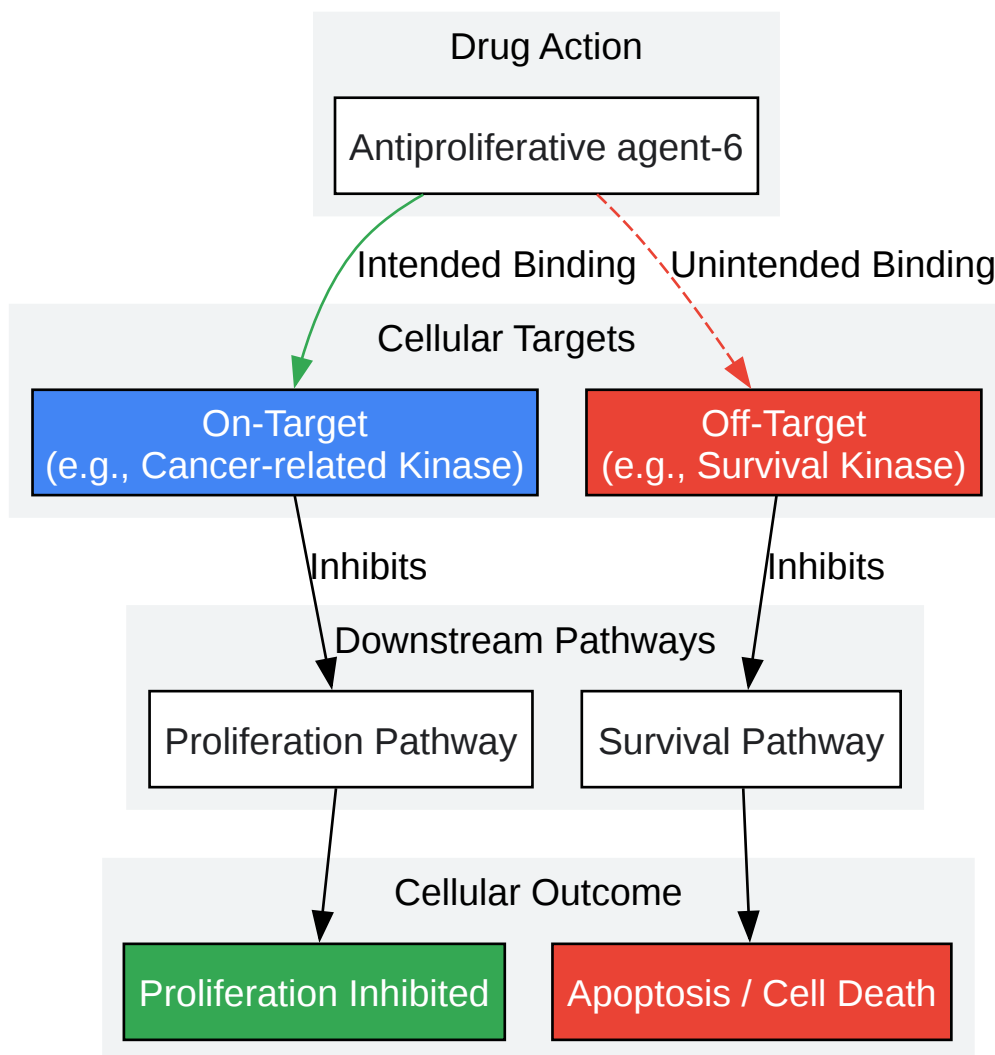 Drug Action
Antiproliferative agent-6
Intended Binding
Unintended Binding
Cellular Targets
On-Target
(e.g., Cancer-related Kinase)
Off-Target
(e.g., Survival Kinase)
Inhibits
Inhibits
Downstream Pathways
Proliferation Pathway
Survival Pathway
Cellular Outcome
Proliferation Inhibited
Apoptosis / Cell Death